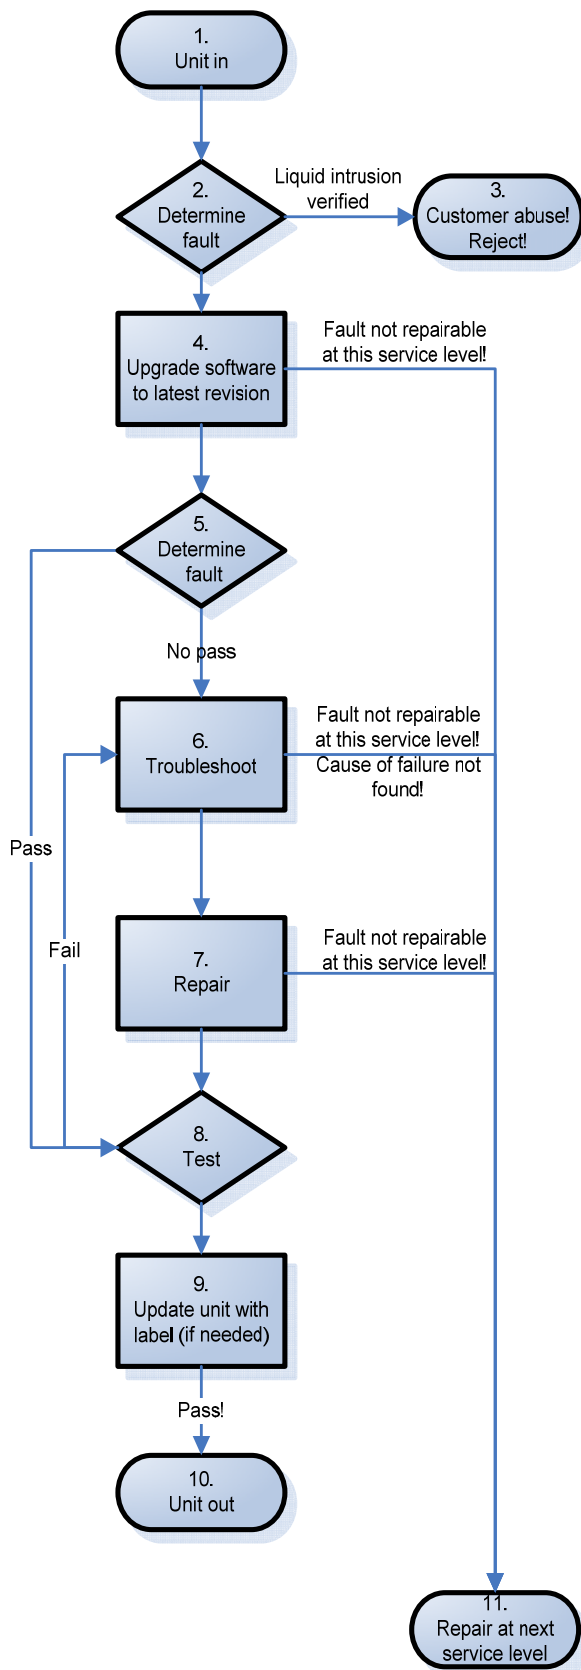 1.
Unit in
Liquid intrusion
verified
2.
Determine
fault
3.
Customer abuse!
Reject!
4.
Upgrade software
to latest revision
Fault not repairable
at this service level!
5.
Determine
fault
No pass
6.
Troubleshoot
Fault not repairable
at this service level!
Cause of failure not
found!
Pass
Fail
7.
Repair
Fault not repairable
at this service level!
8.
Test
9.
Update unit with
label (if needed)
Pass!
10.
Unit out
11.
Repair at next
service level